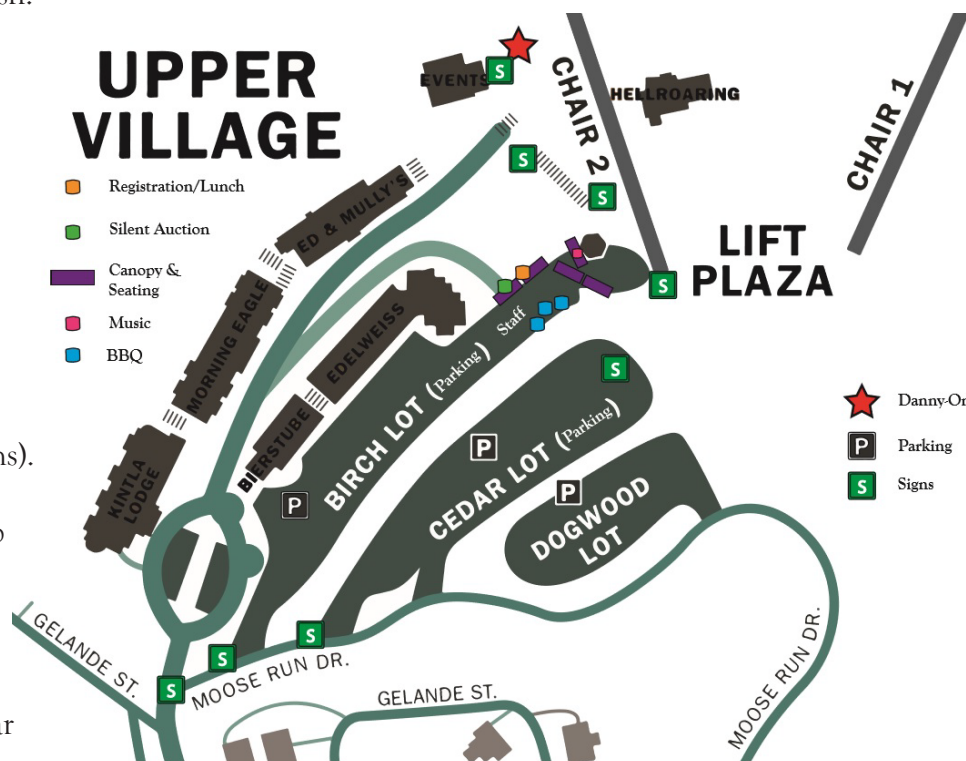 UPPER
VILLAGE
Registration/Lunch
Silent Auction
Canopy &
Seating
Music
BBQ
EVENTS
S
CHAIR 2
HELLROARING
CHAIR 1
S
S
ED & MULLY'S
LIFT
PLAZA
S
MORNING EAGLE
EDELWEISS
Staff
BIERSTUBE
KINTLA
LODGE
BIRCH LOT (Parking)
P
S
CEDAR LOT (Parking)
P
P
DOGWOOD
LOT
P Parking
S Signs
ns).
GELANDE ST.
S
S
S
MOOSE RUN DR.
GELANDE ST.
MOOSE RUN DR.
ar